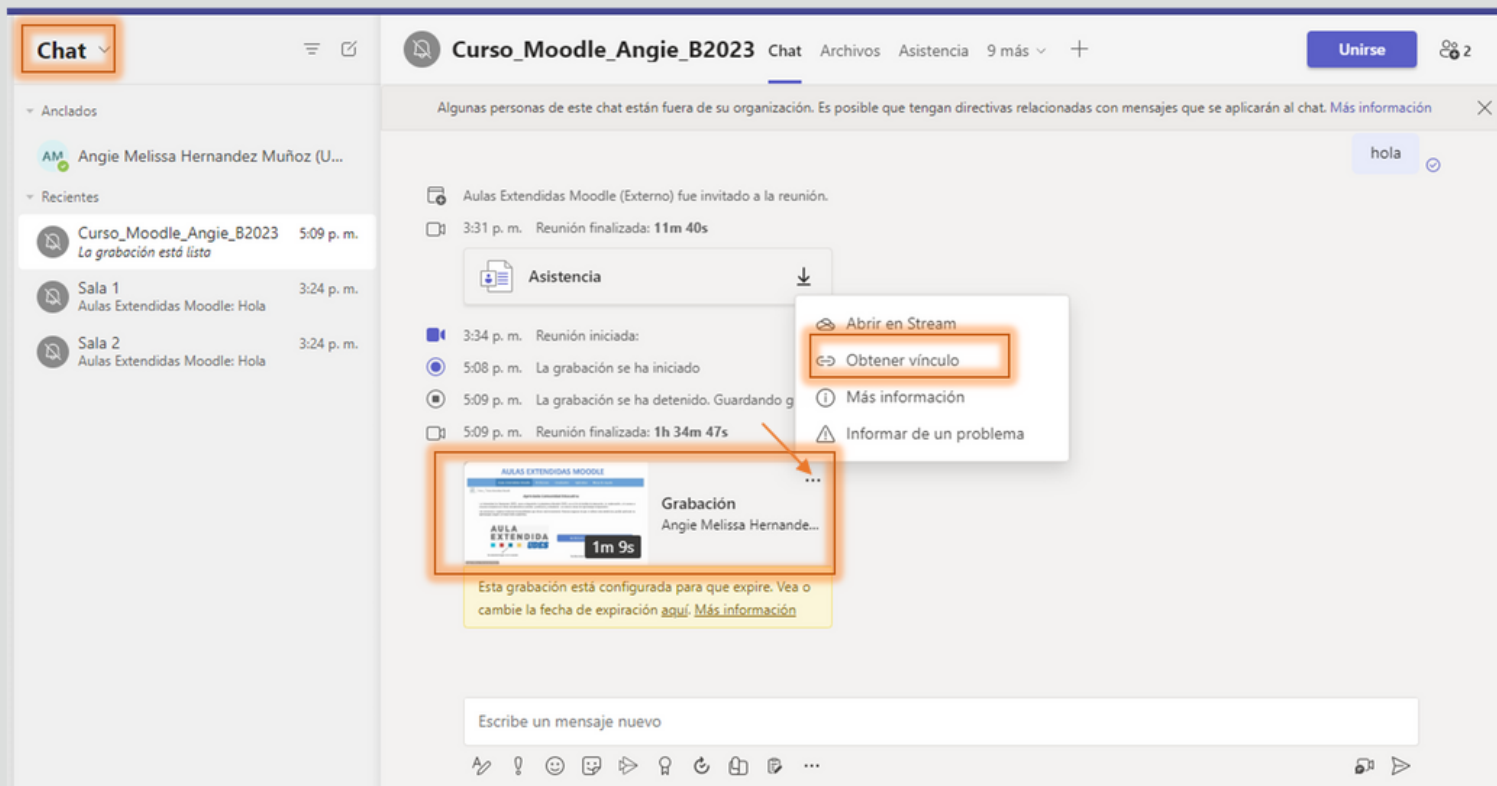 Chat
Anclados
AM Angie Melissa Hernandez Muñoz (U...
Recientes
Curso_Moodle_Angie_B2023 5:09 p. m.
La grabación está lista
Sala 1 3:24 p. m.
Aulas Extendidas Moodle: Hola
Sala 2 3:24 p. m.
Aulas Extendidas Moodle: Hola
Curso_Moodle_Angie_B2023 Chat Archivos Asistencia 9 más Unirse 2
Algunas personas de este chat están fuera de su organización. Es posible que tengan directivas relacionadas con mensajes que se aplicarán al chat. Más información
hola
Aulas Extendidas Moodle (Externo) fue invitado a la reunión.
3:31 p. m. Reunión finalizada: 11m 40s
Asistencia
3:34 p. m. Reunión iniciada:
5:08 p. m. La grabación se ha iniciado
5:09 p. m. La grabación se ha detenido. Guardando g
5:09 p. m. Reunión finalizada: 1h 34m 47s
Abrir en Stream
Obtener vínculo
Más información
Informar de un problema
AULAS EXTENDIDAS MOODLE
AULA
EXTENDIDA
1m 9s
Grabación
Angie Melissa Hernande...
Esta grabación está configurada para que expire. Vea o
cambie la fecha de expiración aquí. Más información
Escribe un mensaje nuevo